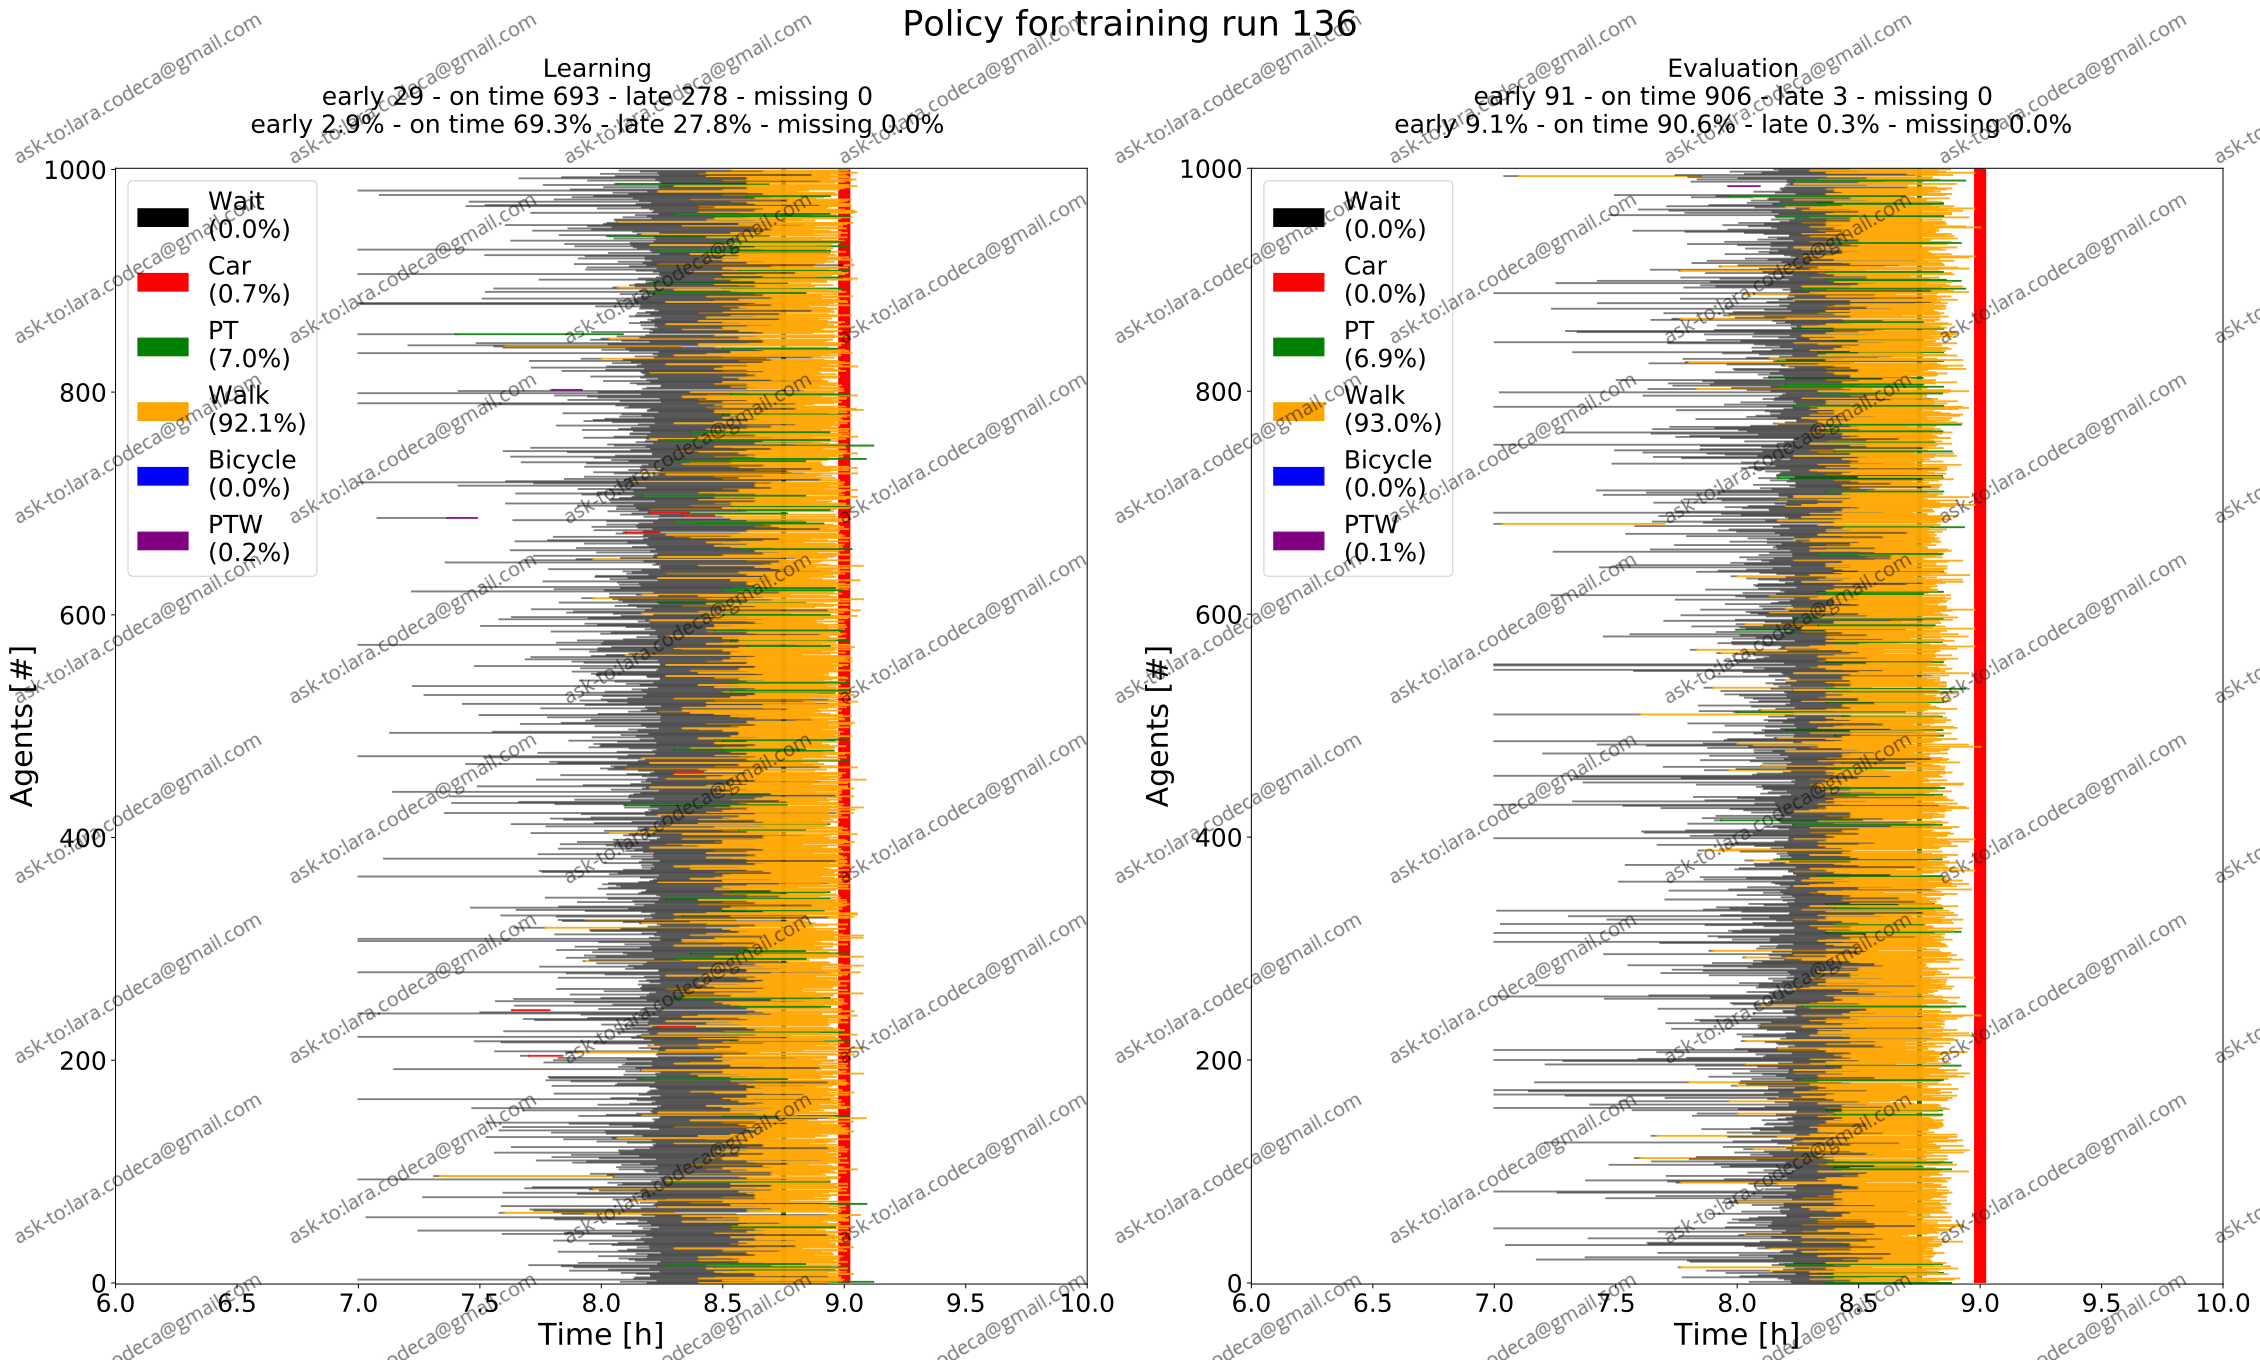 Policy for training run 136
Learning
early 29 - on time 693 - late 278 - missing 0
early 2.9% - on time 69.3% - late 27.8% - missing 0.0%
1000
800
600
400
200
0
Agents [#]
Wait
(0.0%)
Car
(0.7%)
PT
(7.0%)
Walk
(92.1%)
Bicycle
(0.0%)
PTW
(0.2%)
6.0 6.5 7.0 7.5 8.0 8.5 9.0 9.5 10.0
Time [h]
Evaluation
early 91 - on time 906 - late 3 - missing 0
early 9.1% - on time 90.6% - late 0.3% - missing 0.0%
1000
800
600
400
200
0
Agents [#]
Wait
(0.0%)
Car
(0.0%)
PT
(6.9%)
Walk
(93.0%)
Bicycle
(0.0%)
PTW
(0.1%)
6.0 6.5 7.0 7.5 8.0 8.5 9.0 9.5 10.0
Time [h]
ask-to:lara.codeca@gmail.com